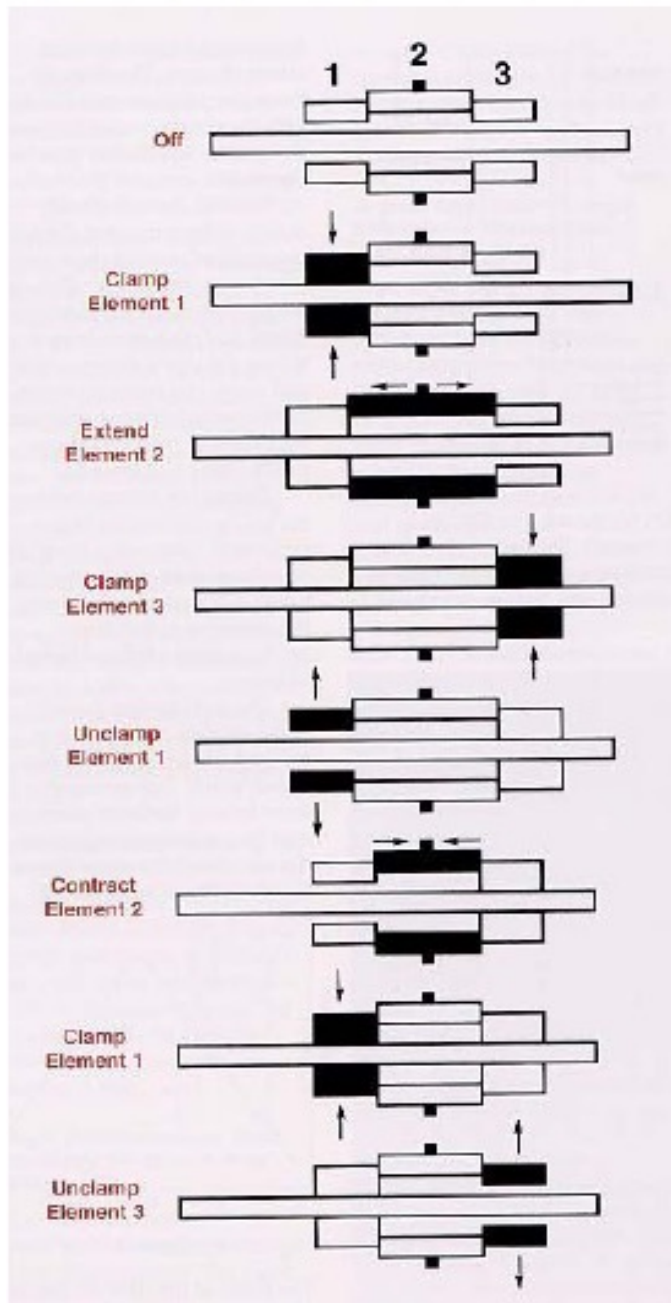 1 2 3
Off
Clamp
Element 1
Extend
Element 2
Clamp
Element 3
Unclamp
Element 1
Contract
Element 2
Clamp
Element 1
Unclamp
Element 3